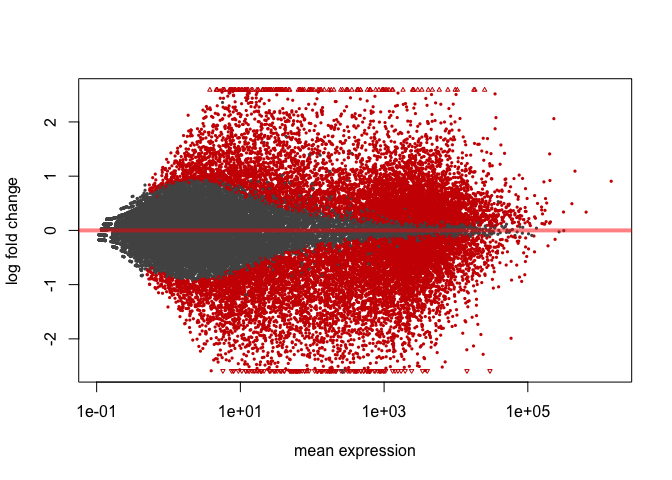 log fold change
2
1
0
-1
-2
1e-01
1e+01
1e+03
1e+05
mean expression